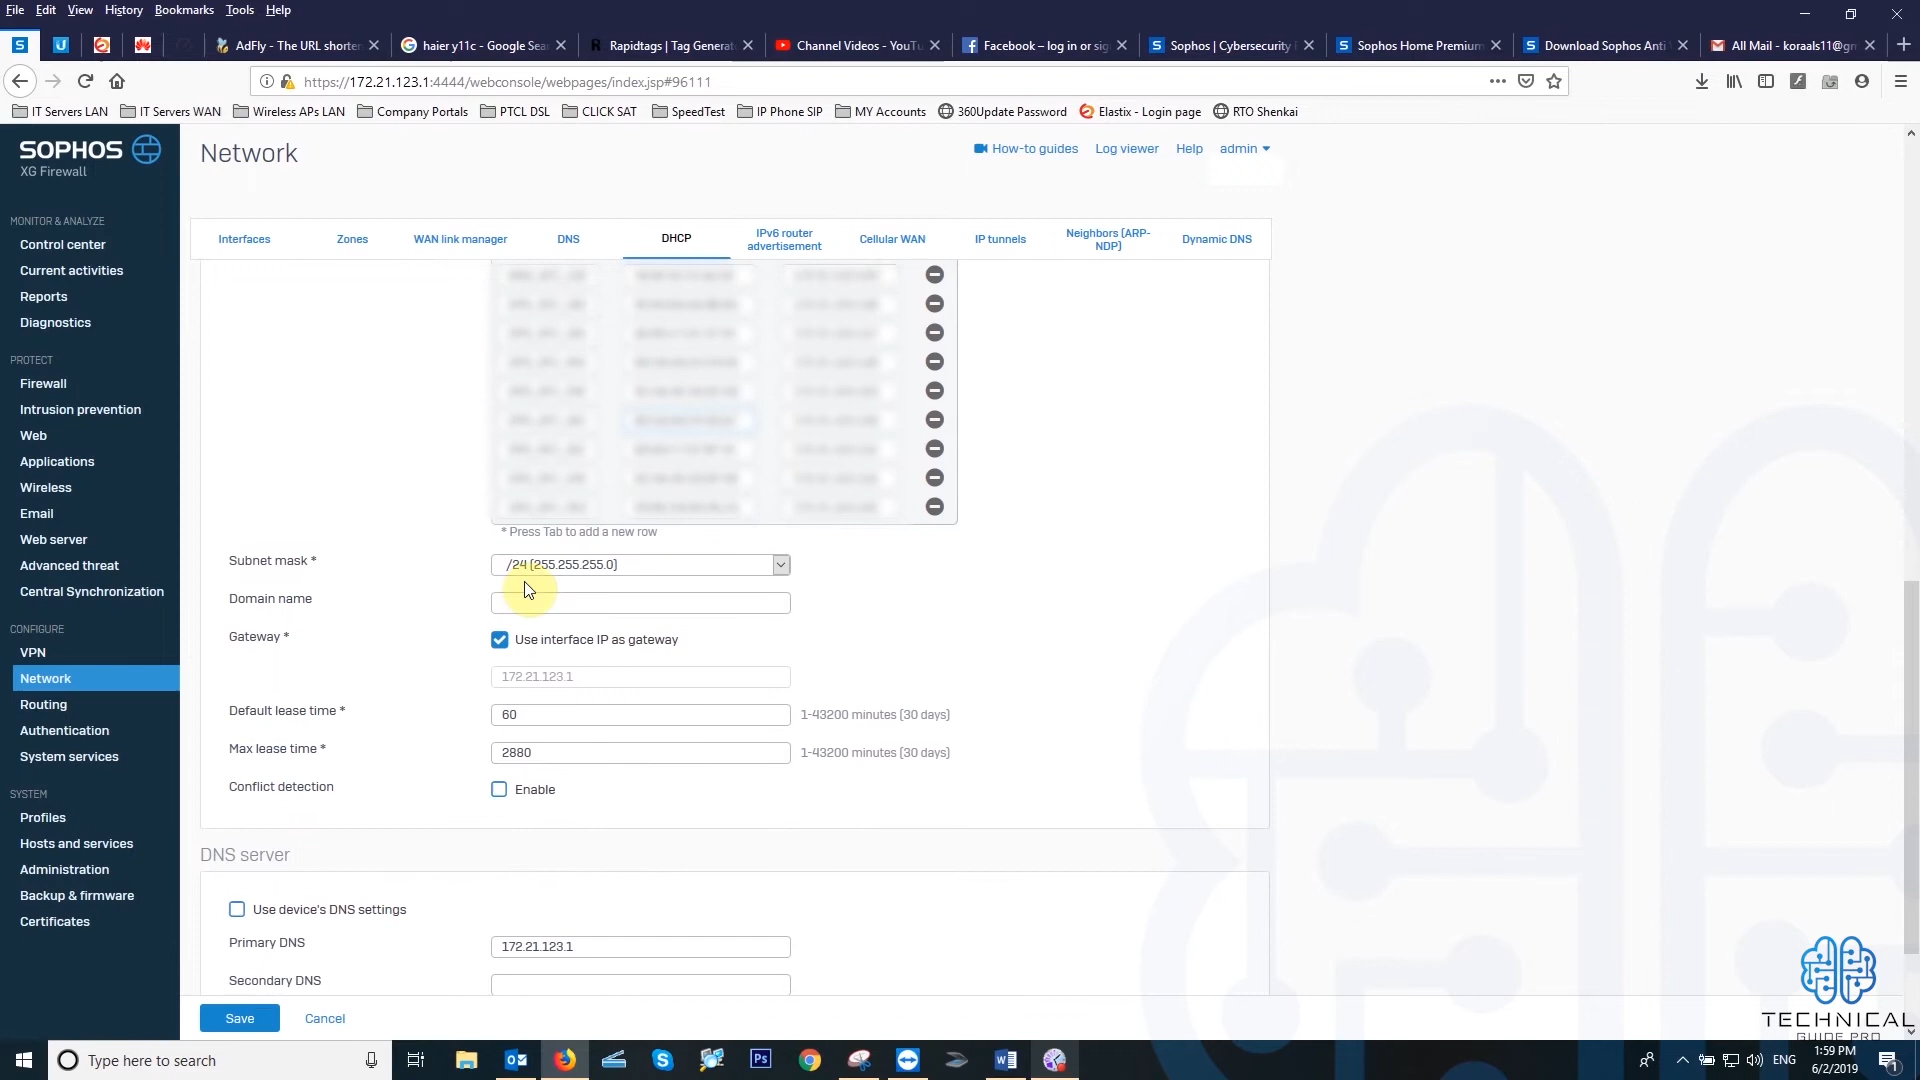 File Edit View History Bookmarks Tools Help
AdFly - The URL shorten
haier y11c - Google Sea
Rapidtags | Tag Generat
Channel Videos - YouTu
Facebook – log in or sig
Sophos | Cybersecurity
Sophos Home Premium
Download Sophos Anti
All Mail - koraals11@gm
https://172.21.123.1:4444/webconsole/webpages/index.jsp#96111
IT Servers LAN IT Servers WAN Wireless APs LAN Company Portals PTCL DSL CLICK SAT SpeedTest IP Phone SIP MY Accounts 360Update Password Elastix - Login page RTO Shenkai
SOPHOS
XG Firewall
MONITOR & ANALYZE
Control center
Current activities
Reports
Diagnostics
PROTECT
Firewall
Intrusion prevention
Web
Applications
Wireless
Email
Web server
Advanced threat
Central Synchronization
CONFIGURE
VPN
Network
Routing
Authentication
System services
SYSTEM
Profiles
Hosts and services
Administration
Backup & firmware
Certificates
Network
How-to guides Log viewer Help admin
Interfaces Zones WAN link manager DNS DHCP IPv6 router advertisement Cellular WAN IP tunnels Neighbors (ARP-NDP) Dynamic DNS
* Press Tab to add a new row
Subnet mask * /24 (255.255.255.0)
Domain name
Gateway * Use interface IP as gateway
172.21.123.1
Default lease time * 60 1-43200 minutes (30 days)
Max lease time * 2880 1-43200 minutes (30 days)
Conflict detection Enable
DNS server
Use device's DNS settings
Primary DNS 172.21.123.1
Secondary DNS
Save Cancel
TECHNICAL
GUIDE PRO
Type here to search
ENG
1:59 PM
6/2/2019
1